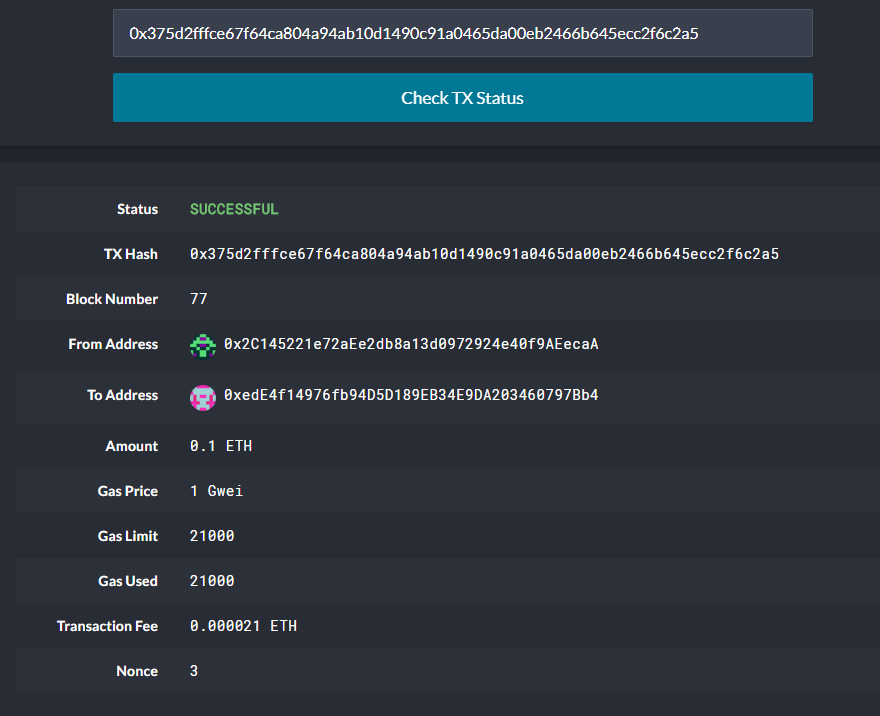 0x375d2fffce67f64ca804a94ab10d1490c91a0465da00eb2466b645ecc2f6c2a5
Check TX Status
Status SUCCESSFUL
TX Hash 0x375d2fffce67f64ca804a94ab10d1490c91a0465da00eb2466b645ecc2f6c2a5
Block Number 77
From Address 0x2C145221e72aEe2db8a13d0972924e40f9AEecaA
To Address 0xedE4f14976fb94D5D189EB34E9DA203460797Bb4
Amount 0.1 ETH
Gas Price 1 Gwei
Gas Limit 21000
Gas Used 21000
Transaction Fee 0.000021 ETH
Nonce 3